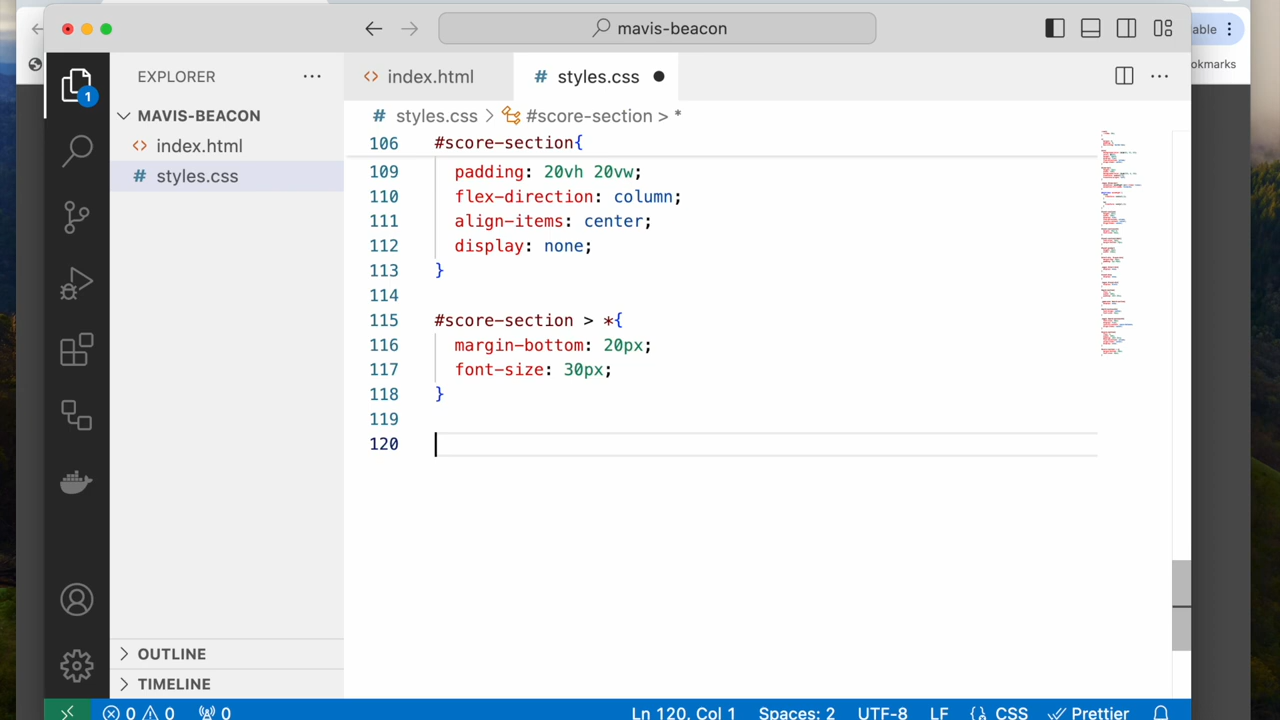 mavis-beacon
able
okmarks
EXPLORER
index.html
styles.css
1
MAVIS-BEACON
index.html
styles.css
# styles.css > #score-section > *
106 #score-section{
109 padding: 20vh 20vw;
110 flex-direction: column;
111 align-items: center;
112 display: none;
113 }
114
115 #score-section > *{
116 margin-bottom: 20px;
117 font-size: 30px;
118 }
119
120
OUTLINE
TIMELINE
0 0 0 Ln 120, Col 1 Spaces: 2 UTF-8 LF {} CSS Prettier